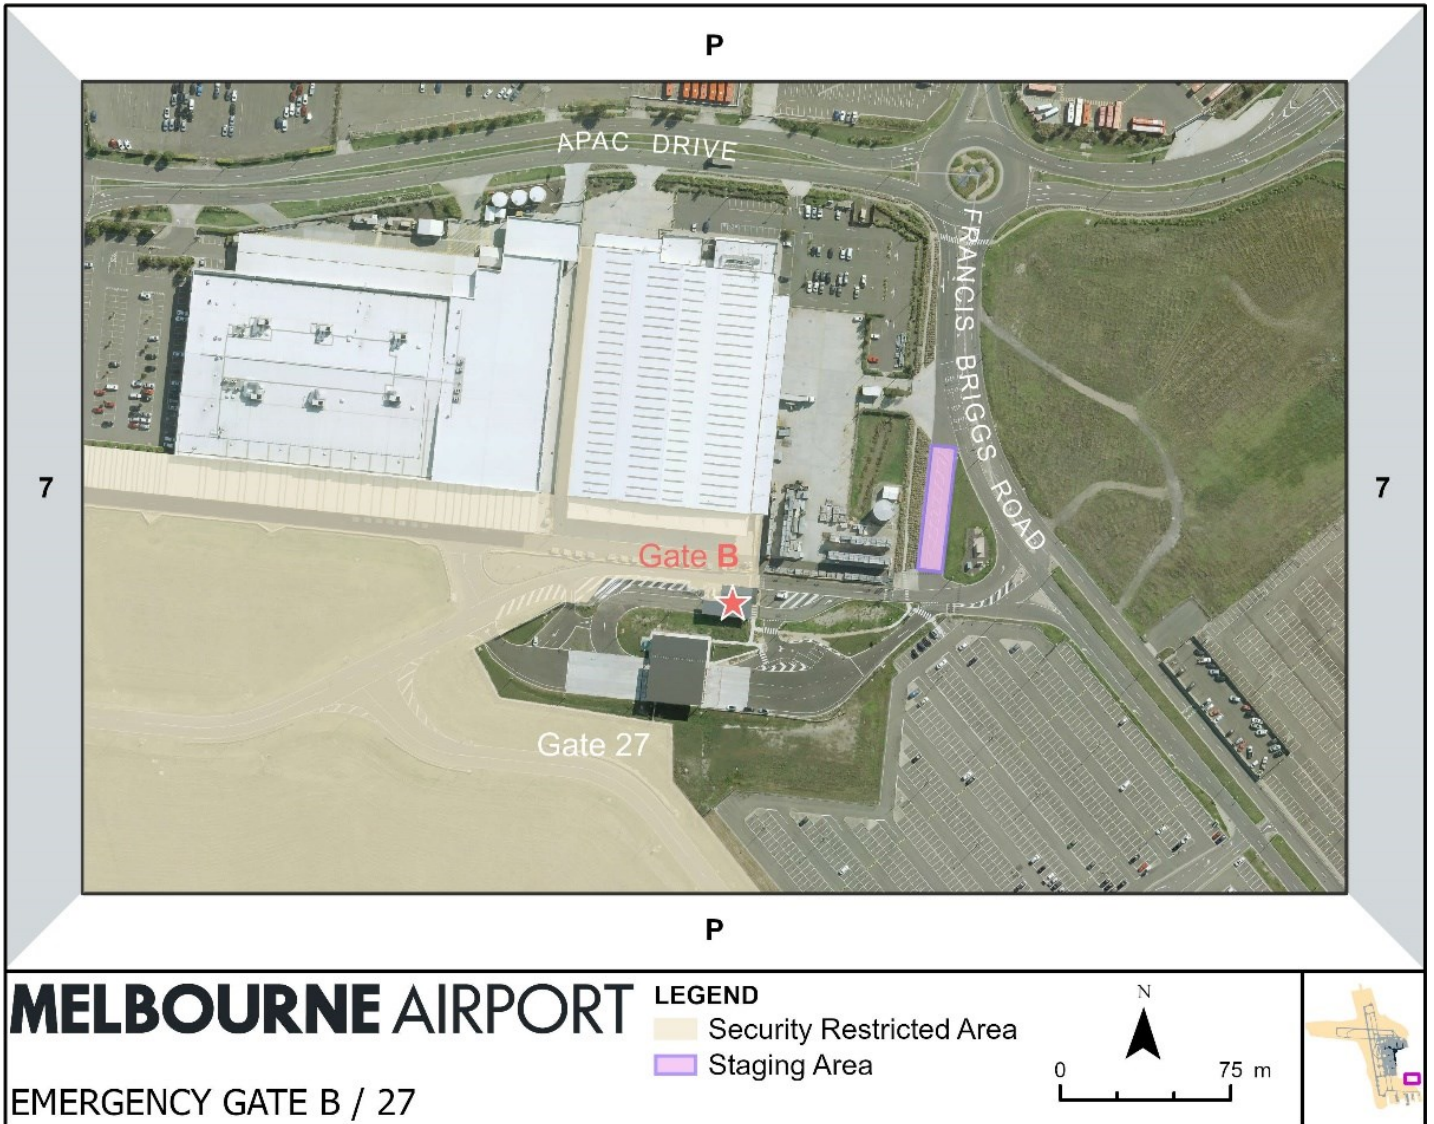 P
APAC DRIVE
FRANCIS BRIGGS ROAD
7
7
Gate B
Gate 27
P
MELBOURNE AIRPORT
EMERGENCY GATE B / 27
LEGEND
Security Restricted Area
Staging Area
N
0 75 m